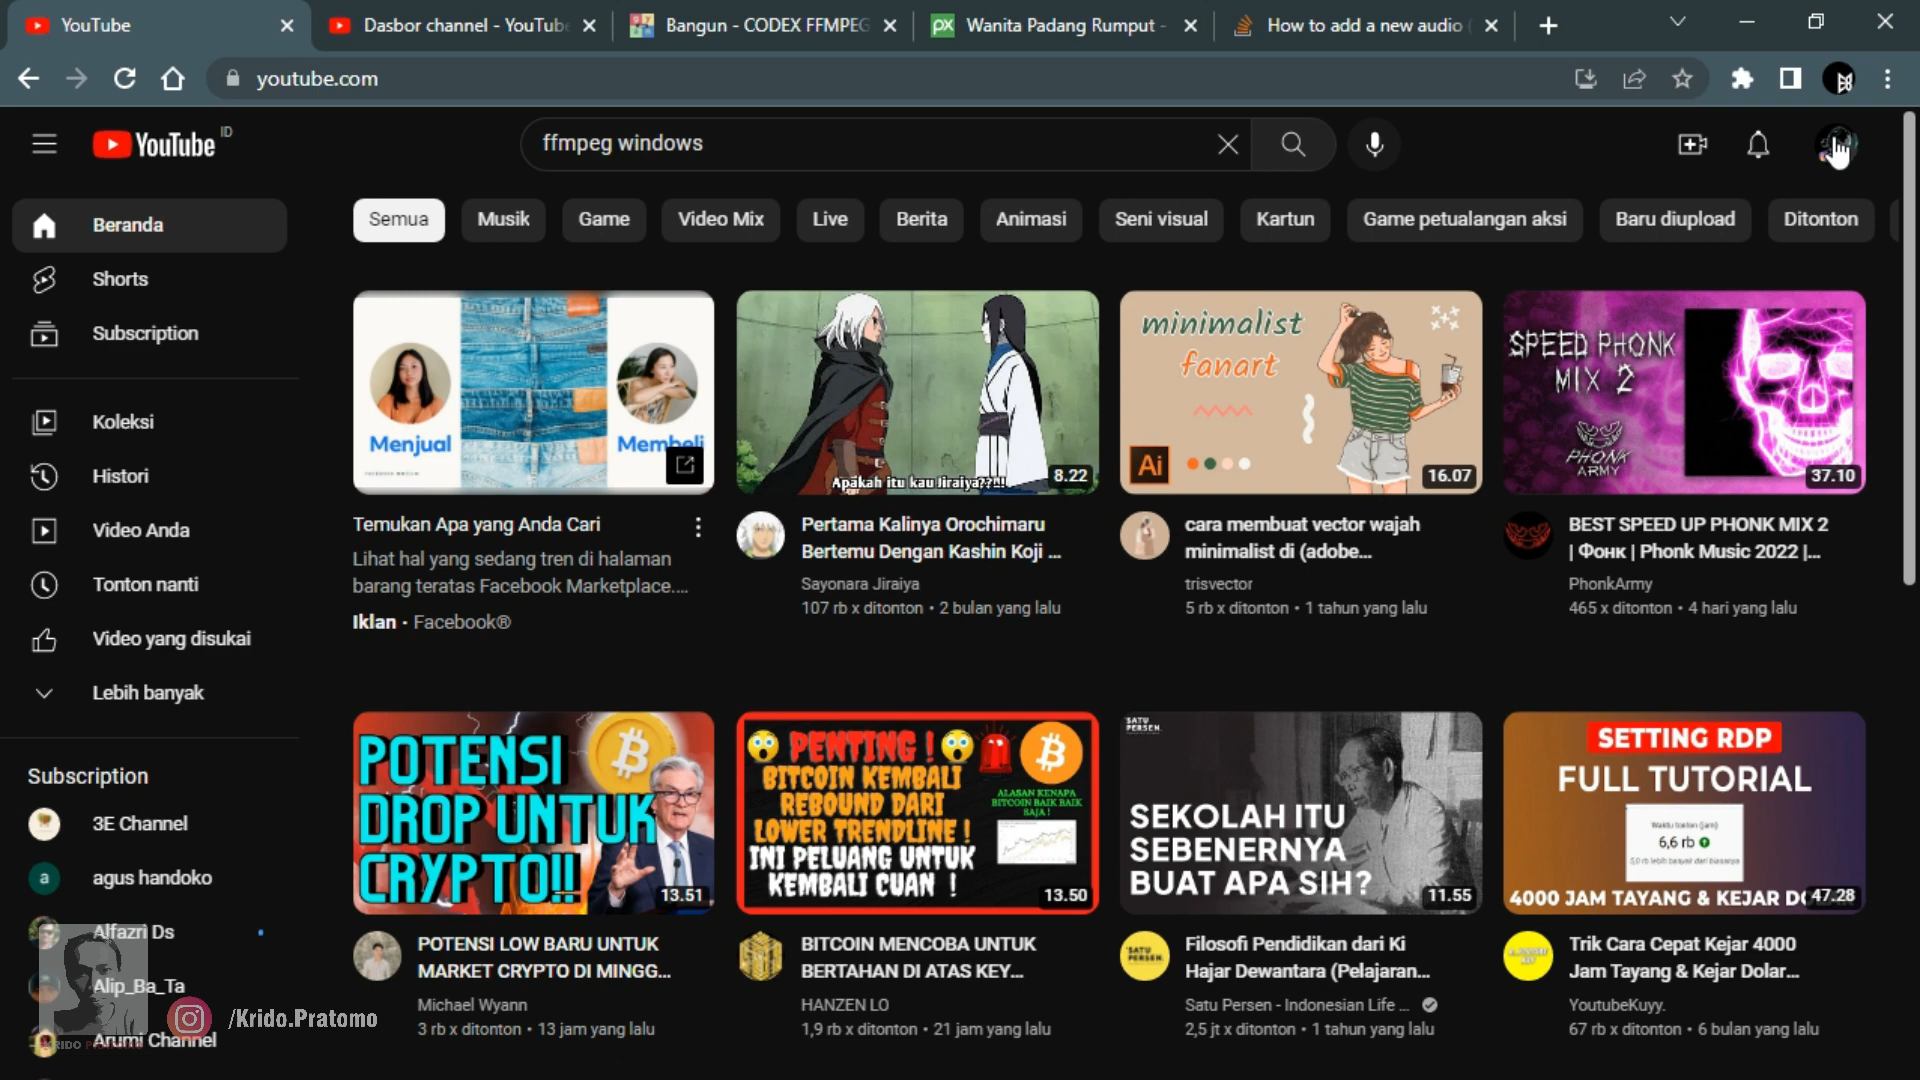 YouTube
Dasbor channel - YouTube
Bangun - CODEX FFMPEG
Wanita Padang Rumput -
How to add a new audio (
youtube.com
YouTube ID
ffmpeg windows
Beranda
Shorts
Subscription
Koleksi
Histori
Video Anda
Tonton nanti
Video yang disukai
Lebih banyak
Subscription
3E Channel
a agus handoko
Alfazri Ds
Alip_Ba_Ta
Arumi Channel
/Krido.Pratomo
Semua Musik Game Video Mix Live Berita Animasi Seni visual Kartun Game petualangan aksi Baru diupload Ditonton
Menjual
Membeli
Temukan Apa yang Anda Cari
Lihat hal yang sedang tren di halaman
barang teratas Facebook Marketplace....
Iklan • Facebook®
Apakah itu kau Jiraiya??!!!
8.22
Pertama Kalinya Orochimaru
Bertemu Dengan Kashin Koji ...
Sayonara Jiraiya
107 rb x ditonton • 2 bulan yang lalu
minimalist
fanart
Ai
16.07
cara membuat vector wajah
minimalist di (adobe...
trisvector
5 rb x ditonton • 1 tahun yang lalu
SPEED PHONK
MIX 2
PHONK
ARMY
37.10
BEST SPEED UP PHONK MIX 2
| Фонк | Phonk Music 2022 |...
PhonkArmy
465 x ditonton • 4 hari yang lalu
POTENSI
DROP UNTUK
CRYPTO!!
13.51
POTENSI LOW BARU UNTUK
MARKET CRYPTO DI MINGG...
Michael Wyann
3 rb x ditonton • 13 jam yang lalu
PENTING !
BITCOIN KEMBALI
REBOUND DARI
LOWER TRENDLINE !
INI PELUANG UNTUK
KEMBALI CUAN !
ALASAN KENAPA
BITCOIN BAIK BAIK
SAJA !
13.50
BITCOIN MENCOBA UNTUK
BERTAHAN DI ATAS KEY...
HANZEN LO
1,9 rb x ditonton • 21 jam yang lalu
SATU
PERSEN.
SEKOLAH ITU
SEBENERNYA
BUAT APA SIH?
11.55
SATU
PERSEN.
Filosofi Pendidikan dari Ki
Hajar Dewantara (Pelajaran...
Satu Persen - Indonesian Life ...
2,5 jt x ditonton • 1 tahun yang lalu
SETTING RDP
FULL TUTORIAL
Waktu tonton (jam)
6,6 rb
4000 JAM TAYANG & KEJAR
47.28
Trik Cara Cepat Kejar 4000
Jam Tayang & Kejar Dolar...
YoutubeKuyy.
67 rb x ditonton • 6 bulan yang lalu